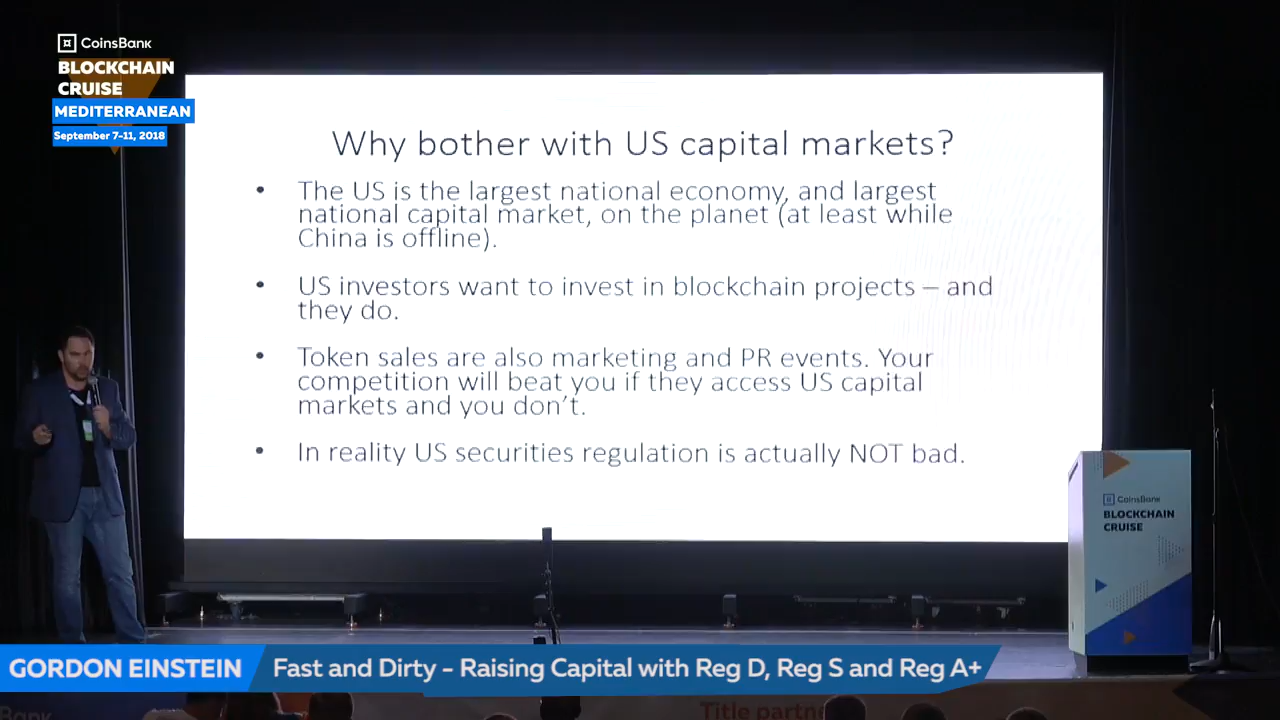 CoinsBank
BLOCKCHAIN
CRUISE
MEDITERRANEAN
September 7-11, 2018
Why bother with US capital markets?
• The US is the largest national economy, and largest
national capital market, on the planet (at least while
China is offline).
• US investors want to invest in blockchain projects – and
they do.
• Token sales are also marketing and PR events. Your
competition will beat you if they access US capital
markets and you don't.
• In reality US securities regulation is actually NOT bad.
CoinsBank
BLOCKCHAIN
CRUISE
GORDON EINSTEIN
Fast and Dirty - Raising Capital with Reg D, Reg S and Reg A+
Title